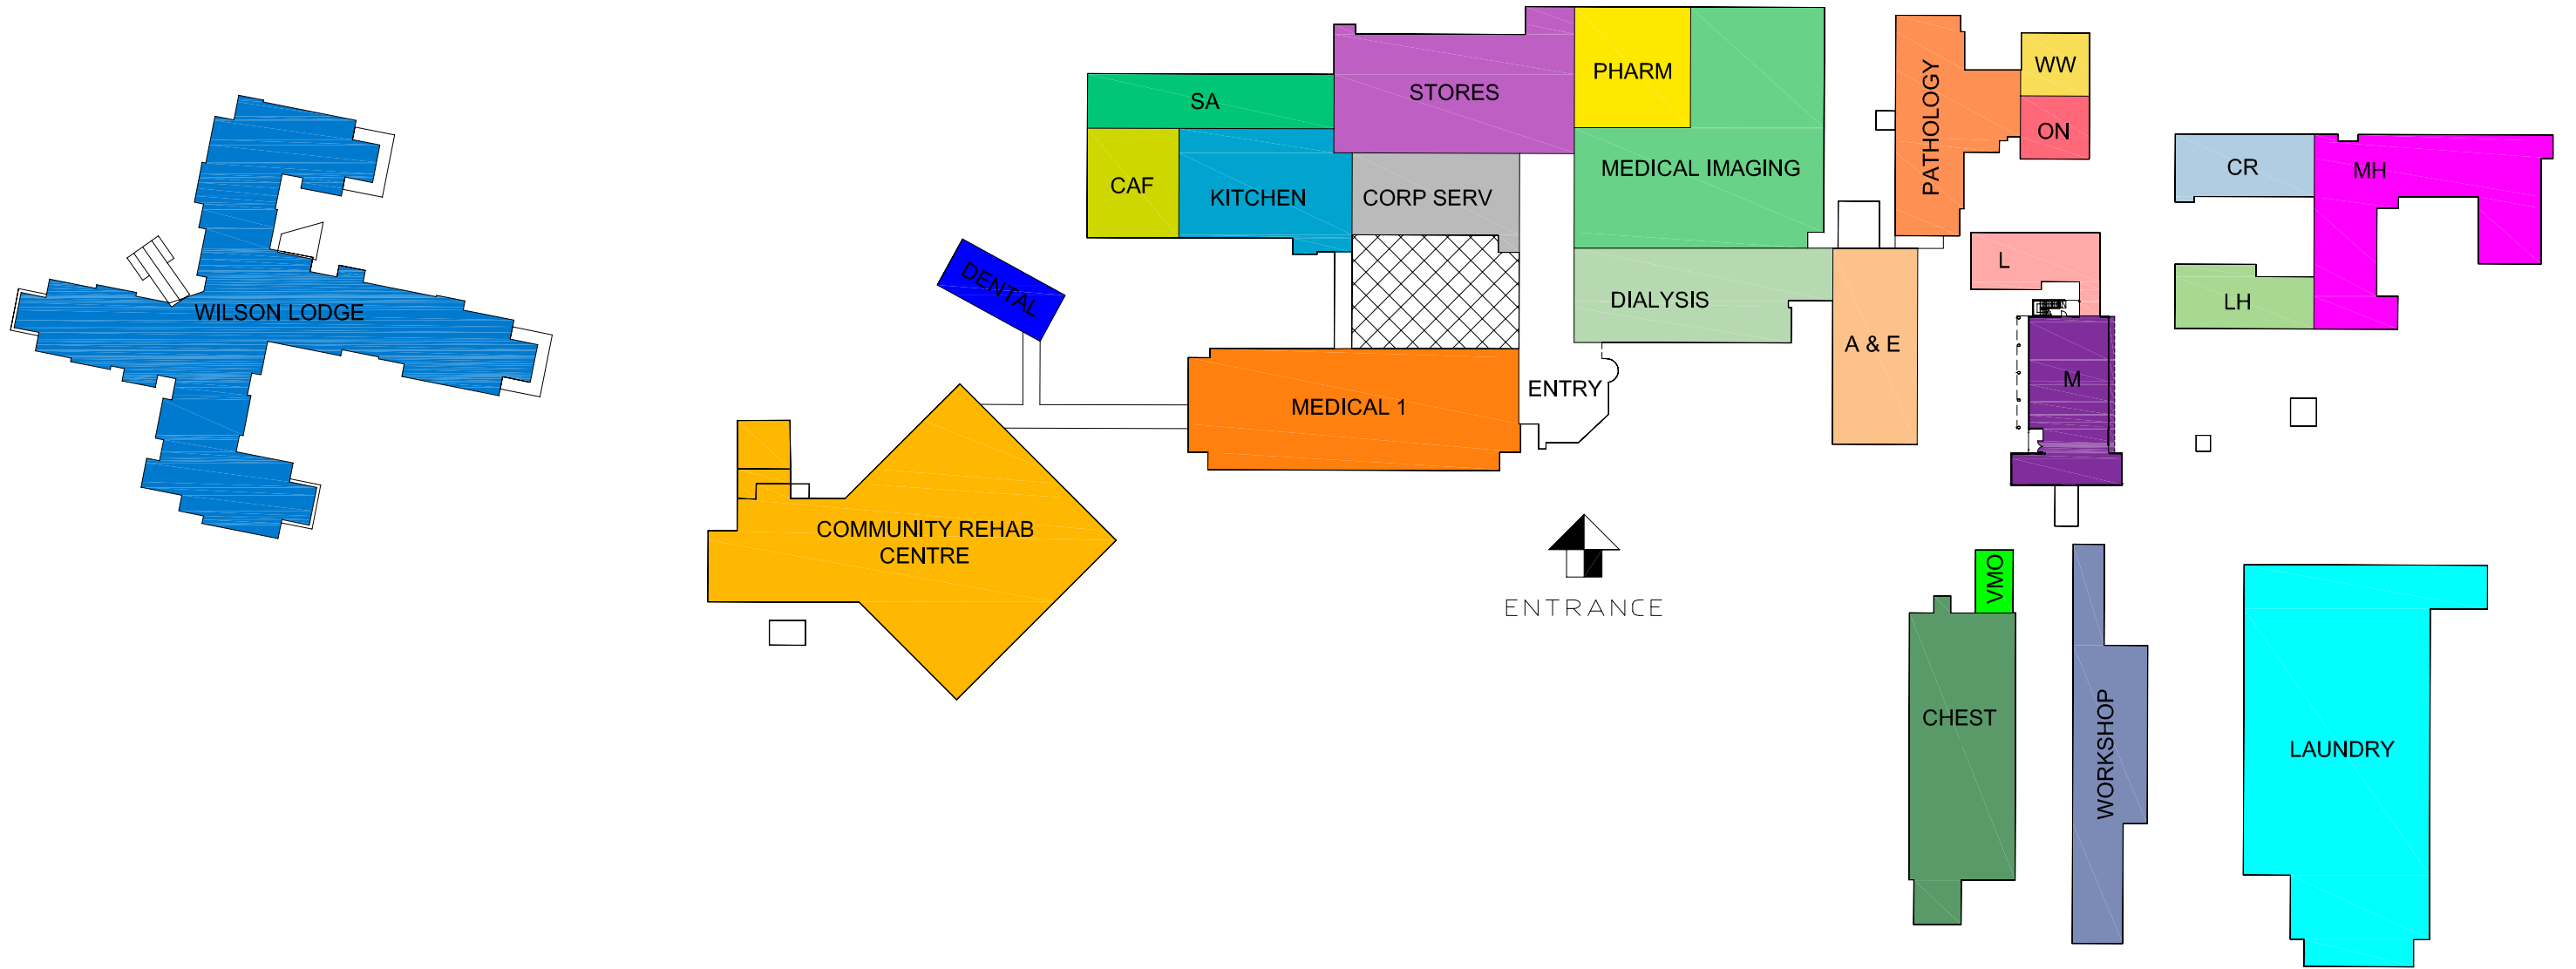 WILSON LODGE
DENTAL
COMMUNITY REHAB
CENTRE
SA
CAF
KITCHEN
STORES
CORP SERV
PHARM
MEDICAL IMAGING
DIALYSIS
MEDICAL 1
ENTRY
A & E
PATHOLOGY
WW
ON
L
M
CR
MH
LH
ENTRANCE
VMO
CHEST
WORKSHOP
LAUNDRY